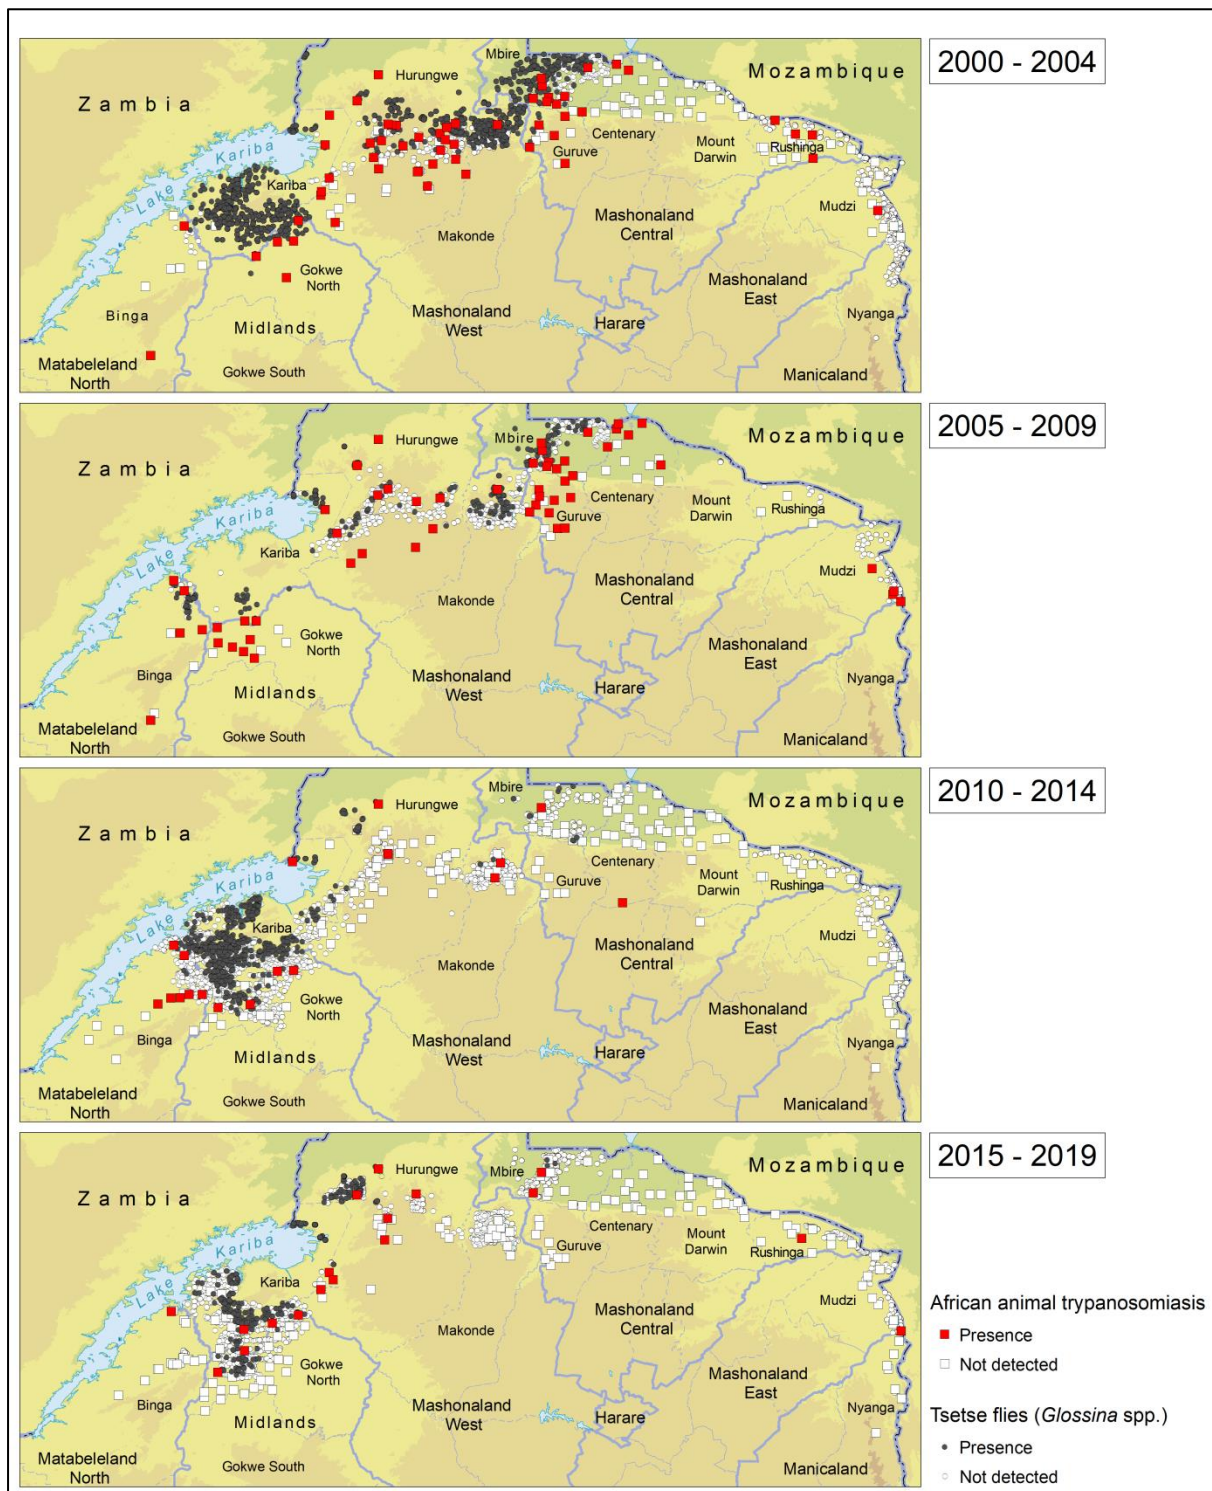 2000 - 2004
Mbire
Hurungwe
Mozambique
Zambia
Centenary
Mount
Darwin
Rushinga
Guruve
Lake Kariba
Kariba
Mudzi
Mashonaland
Central
Makonde
Gokwe
North
Mashonaland
East
Binga
Midlands
Mashonaland
West
Harare
Nyanga
Matabeleland
North
Gokwe South
Manicaland
2005 - 2009
Hurungwe
Mbire
Mozambique
Zambia
Centenary
Mount
Darwin
Rushinga
Guruve
Lake Kariba
Kariba
Mudzi
Mashonaland
Central
Makonde
Gokwe
North
Mashonaland
East
Binga
Midlands
Mashonaland
West
Harare
Nyanga
Matabeleland
North
Gokwe South
Manicaland
2010 - 2014
Mbire
Hurungwe
Mozambique
Zambia
Centenary
Mount
Darwin
Rushinga
Guruve
Lake Kariba
Kariba
Mudzi
Mashonaland
Central
Makonde
Gokwe
North
Mashonaland
East
Binga
Midlands
Mashonaland
West
Harare
Nyanga
Matabeleland
North
Gokwe South
Manicaland
2015 - 2019
Hurungwe
Mbire
Mozambique
Zambia
Centenary
Mount
Darwin
Rushinga
Guruve
Lake Kariba
Kariba
Mudzi
Mashonaland
Central
Makonde
Gokwe
North
Mashonaland
East
Binga
Midlands
Mashonaland
West
Harare
Nyanga
Matabeleland
North
Gokwe South
Manicaland
African animal trypanosomiasis
Presence
Not detected
Tsetse flies (Glossina spp.)
Presence
Not detected